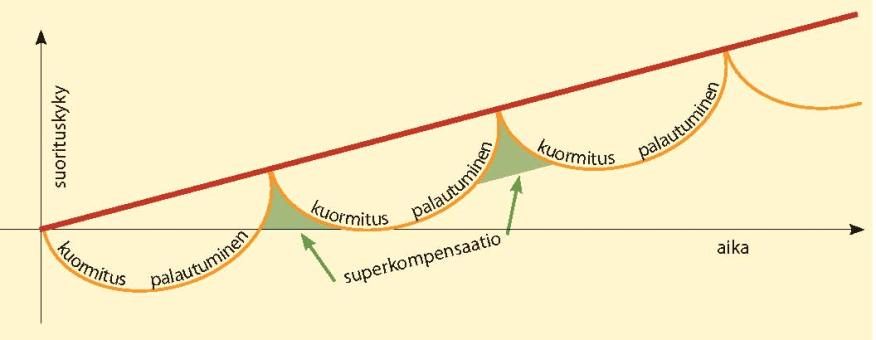 suorituskyky
kuormitus
palautuminen
kuormitus
palautuminen
kuormitus
palautuminen
superkompensaatio
aika